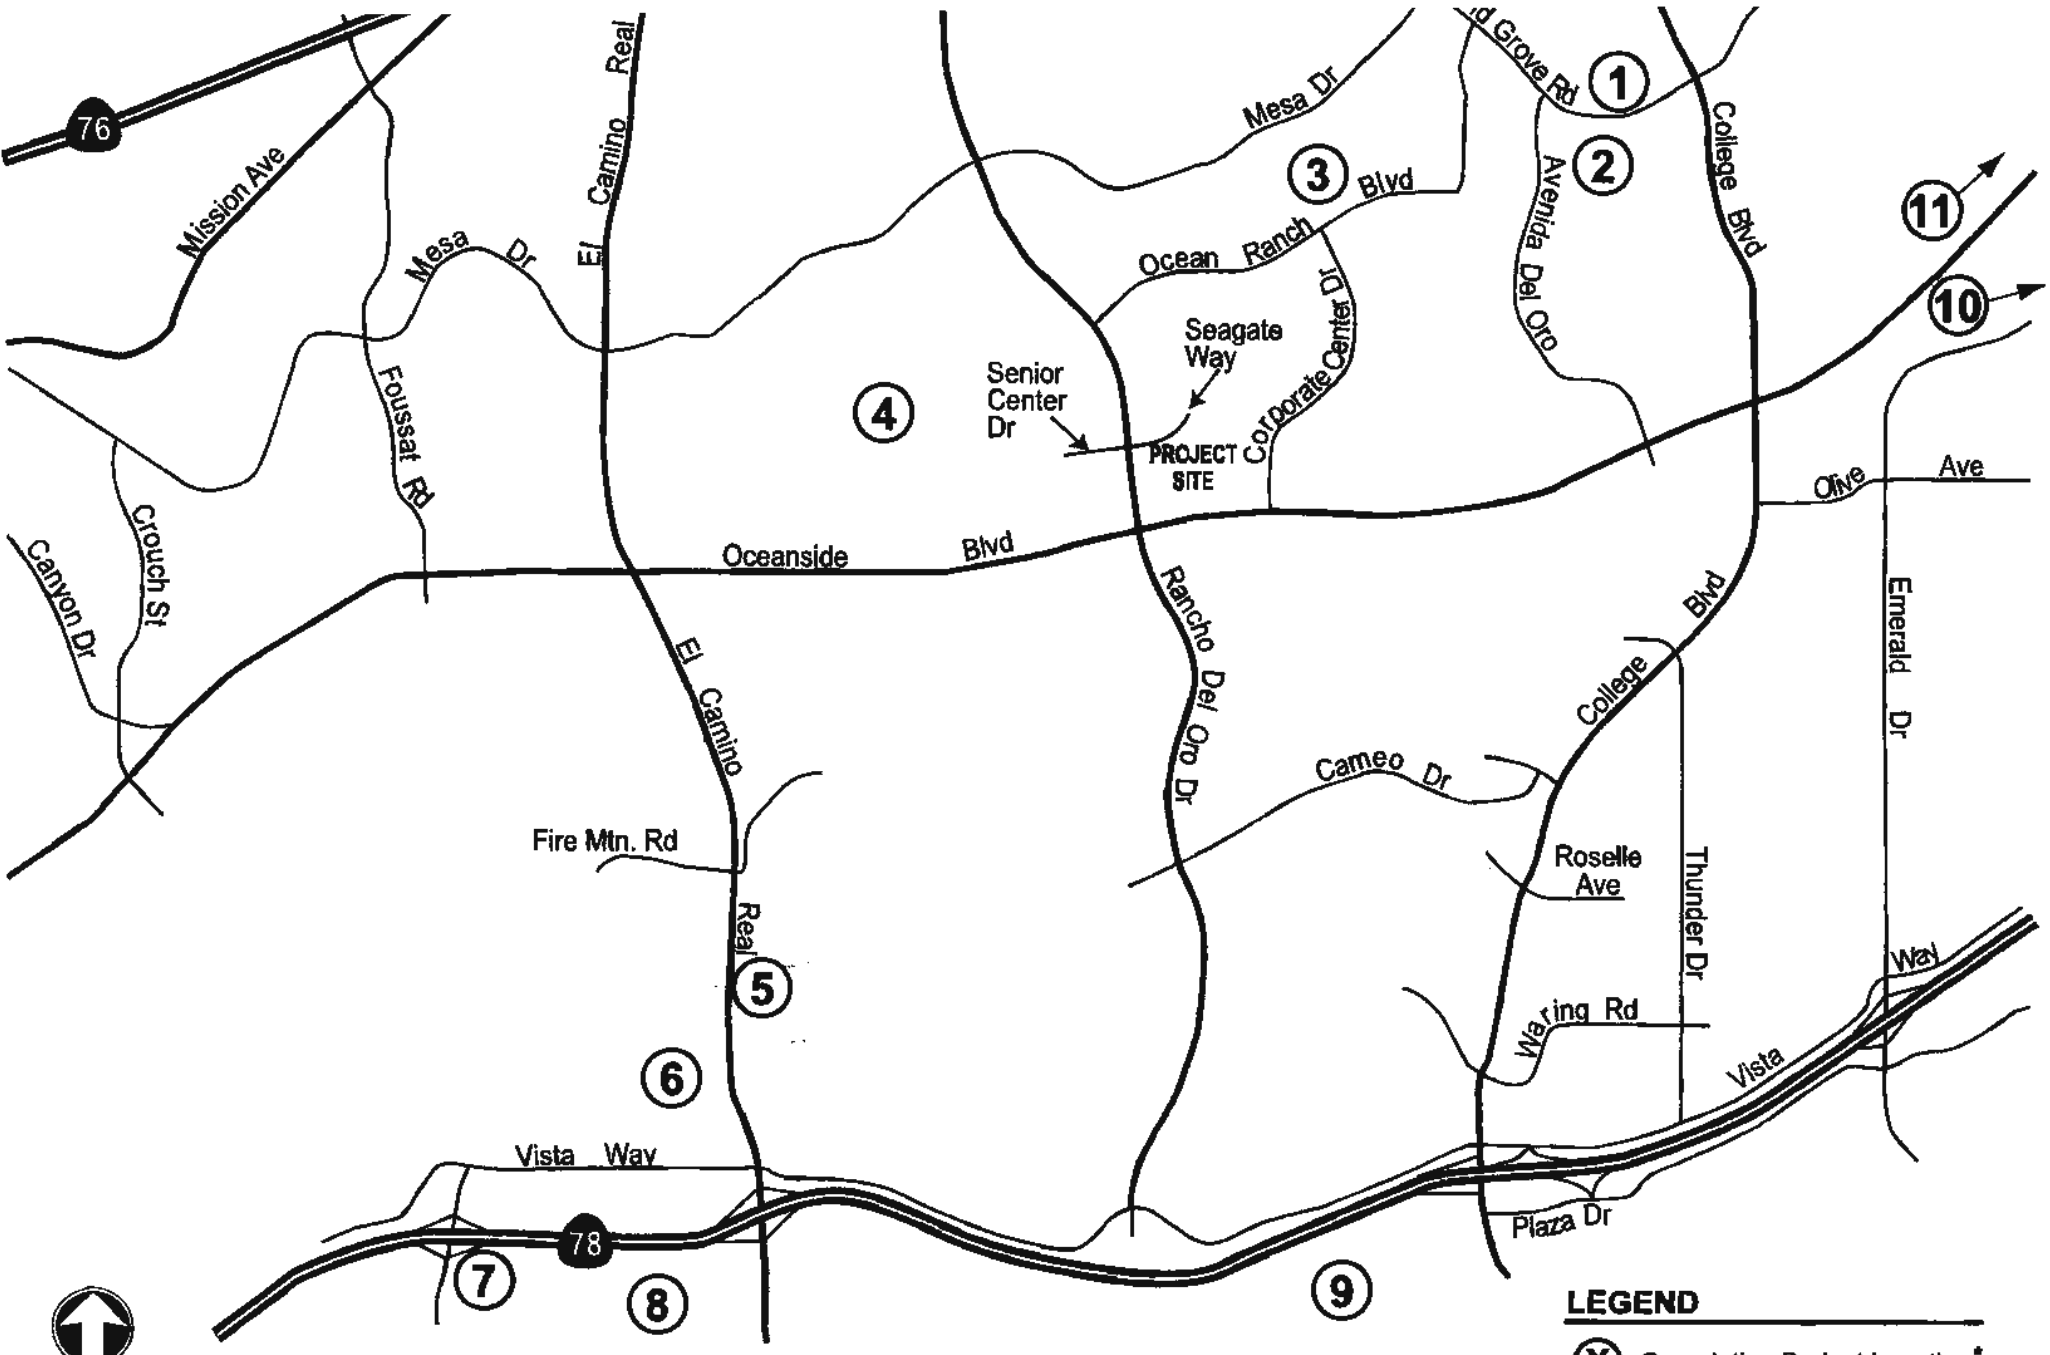 76
Mission Ave
El Camino Real
Mesa Dr
Grove Rd
1
2
3
College Blvd
11
10
Mesa Dr
Ocean Ranch Blvd
Avenida Del Oro
Corporate Center Dr
Seagate
Way
Senior
Center
Dr
4
PROJECT
SITE
Foussat Rd
Crouch St
Canyon Dr
Oceanside Blvd
Olive Ave
Emerald Dr
El Camino Real
Rancho Del Oro Dr
College Blvd
Cameo Dr
Fire Mtn. Rd
Roselle
Ave
Thunder Dr
5
6
Waring Rd
Vista Way
Vista Way
78
7
8
9
Plaza Dr
LEGEND